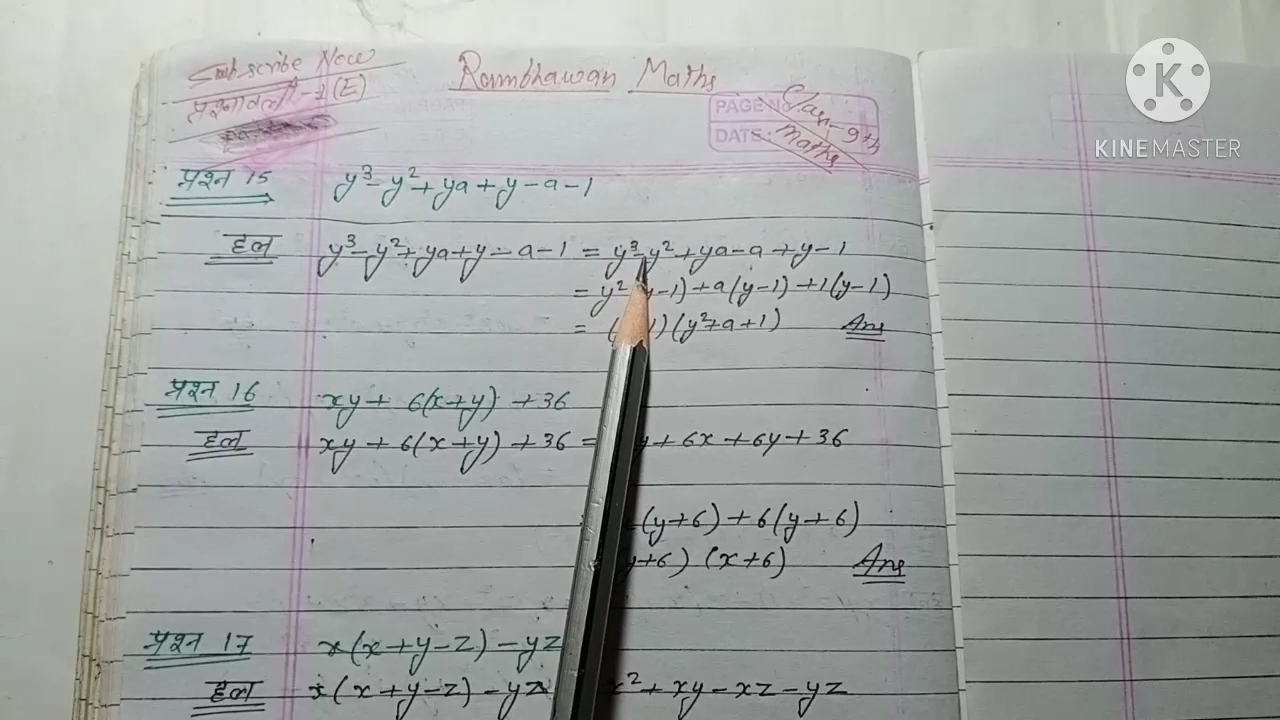 Subscribe Now
प्रश्नावली-1(E)
Rambhawan Maths
PAGE NO
DATE:
Class-9th
Maths
K
KINEMASTER
प्रश्न 15 y³-y²+ya+y-a-1
हल y³-y²+ya+y-a-1 = y³-y²+ya-a+y-1
= y² -1)+a(y-1)+1(y-1)
= ( 1)(y²+a+1) Ans
प्रश्न 16 xy+ 6(x+y) +36
हल xy+6(x+y)+36 = y+6x+6y+36
(y+6)+6(y+6)
y+6) (x+6) Ans
प्रश्न 17 x(x+y-z)-yz
हल x(x+y-z)-yz x²+xy-xz-yz